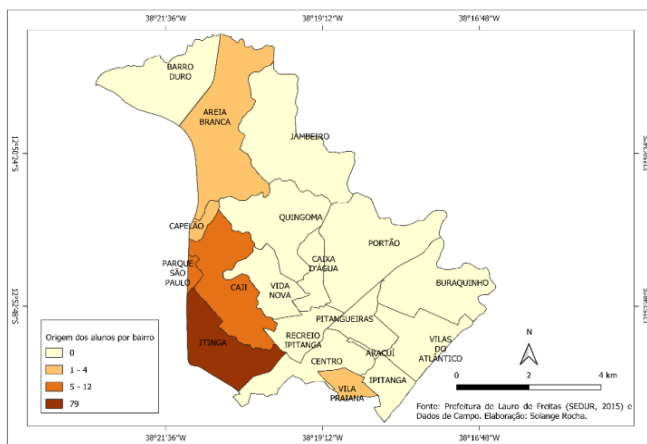 38°21'36"W 38°19'12"W 38°16'48"W
BARRO
DURO
AREIA
BRANCA
12°50'24"S
JAMBEIRO
QUINGOMA
CAPELÃO
PORTÃO
CAIXA
D'ÁGUA
PARQUE
SÃO
PAULO
CAJI
VIDA
NOVA
BURAQUINHO
12°52'48"S
PITANGUEIRAS
ITINGA
RECREIO
IPITANGA
VILAS
DO
ATLÂNTICO
CENTRO
ARACUÍ
IPITANGA
VILA
PRAIANA
Origem dos alunos por bairro
0
1 - 4
5 - 12
79
N
0 2 4 km
Fonte: Prefeitura de Lauro de Freitas (SEDUR, 2015) e
Dados de Campo. Elaboração: Solange Rocha.
38°21'36"W 38°19'12"W 38°16'48"W